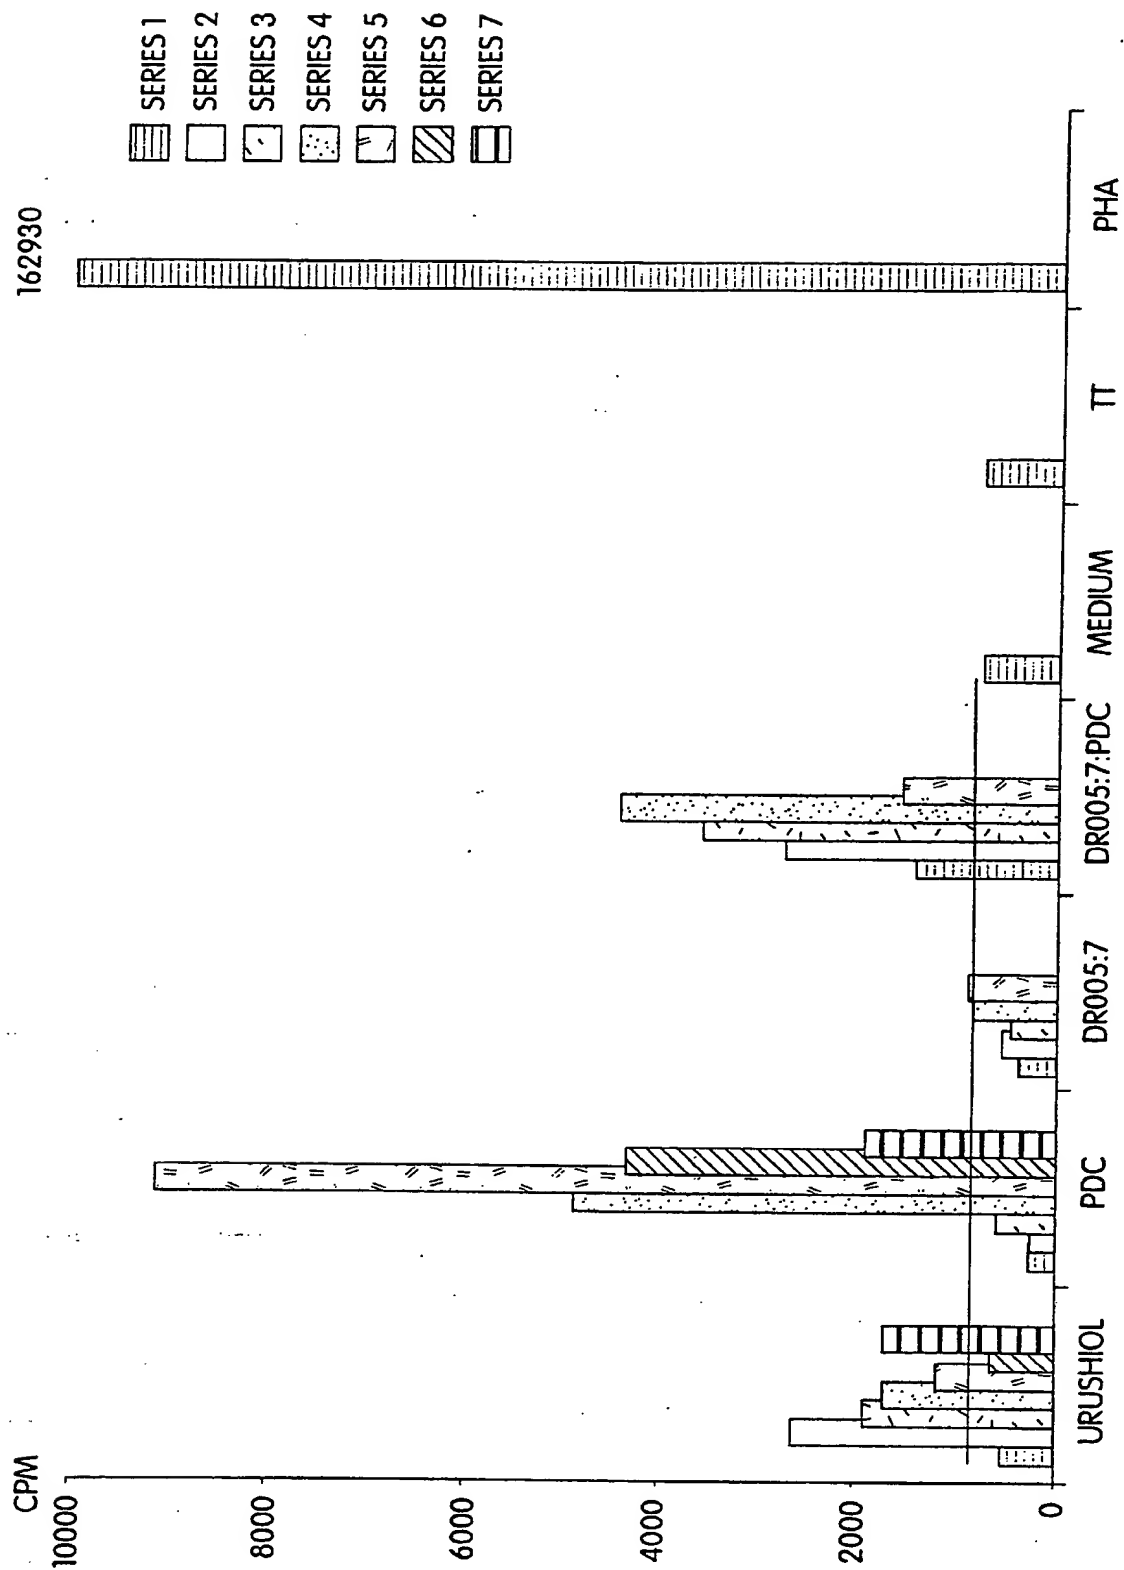 CPM
162930
10000
8000
6000
4000
2000
0
URUSHIOL
PDC
DR005:7
DR005:7:PDC
MEDIUM
TT
PHA
SERIES 1
SERIES 2
SERIES 3
SERIES 4
SERIES 5
SERIES 6
SERIES 7